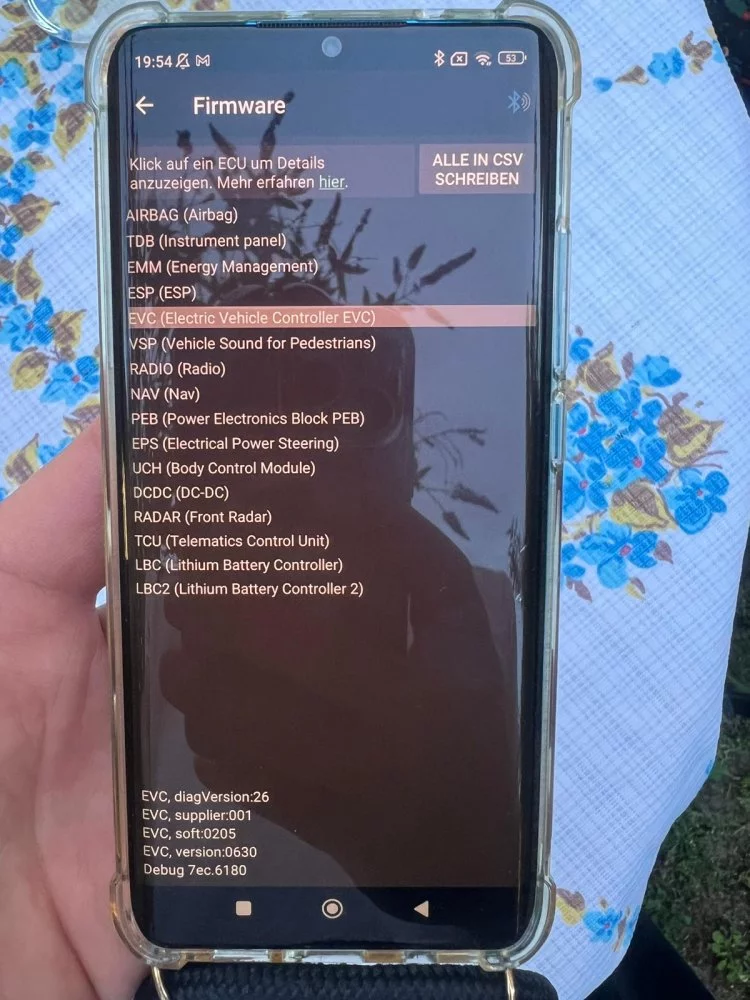 19:54
53
Firmware
Klick auf ein ECU um Details
anzuzeigen. Mehr erfahren hier.
ALLE IN CSV
SCHREIBEN
AIRBAG (Airbag)
TDB (Instrument panel)
EMM (Energy Management)
ESP (ESP)
EVC (Electric Vehicle Controller EVC)
VSP (Vehicle Sound for Pedestrians)
RADIO (Radio)
NAV (Nav)
PEB (Power Electronics Block PEB)
EPS (Electrical Power Steering)
UCH (Body Control Module)
DCDC (DC-DC)
RADAR (Front Radar)
TCU (Telematics Control Unit)
LBC (Lithium Battery Controller)
LBC2 (Lithium Battery Controller 2)
EVC, diagVersion:26
EVC, supplier:001
EVC, soft:0205
EVC, version:0630
Debug 7ec.6180